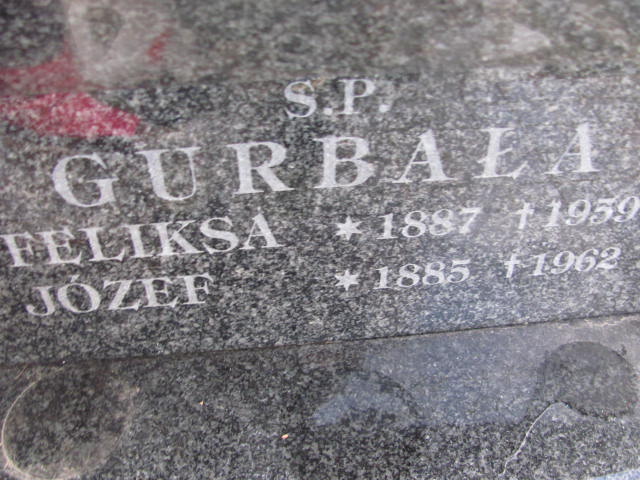 S.P.
GURBAŁA
FELIKSA ★ 1887 † 1959
JÓZEF ★ 1885 † 1962